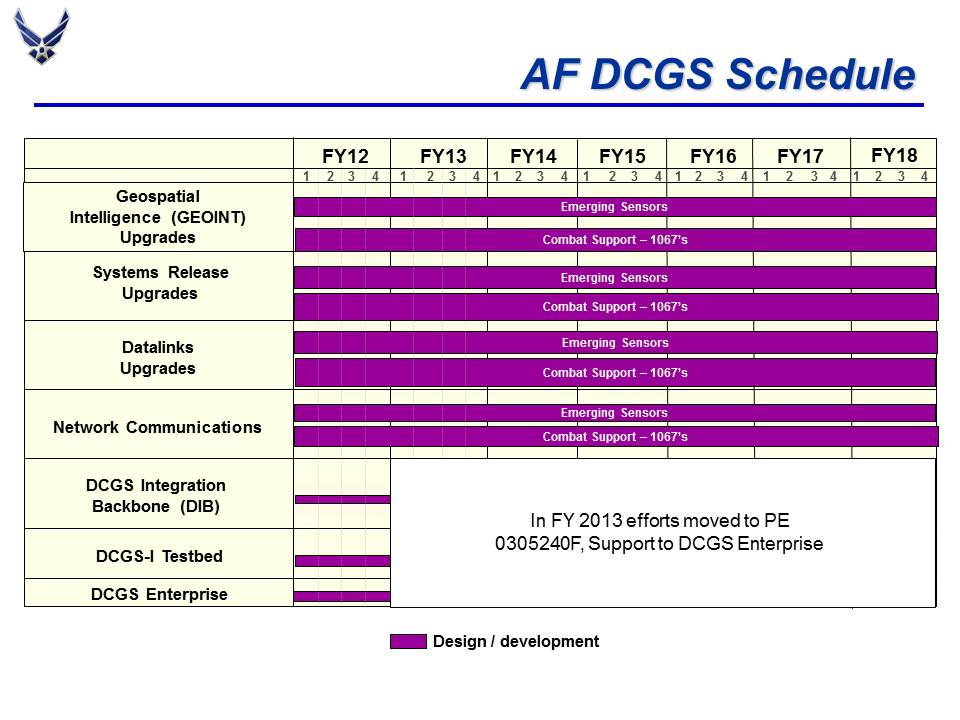 AF DCGS Schedule
FY12 FY13 FY14 FY15 FY16 FY17 FY18
1 2 3 4 1 2 3 4 1 2 3 4 1 2 3 4 1 2 3 4 1 2 3 4 1 2 3 4
Geospatial
Intelligence (GEOINT)
Upgrades
Emerging Sensors
Combat Support – 1067's
Systems Release
Upgrades
Emerging Sensors
Combat Support – 1067's
Datalinks
Upgrades
Emerging Sensors
Combat Support – 1067's
Network Communications
Emerging Sensors
Combat Support – 1067's
DCGS Integration
Backbone (DIB)
DCGS-I Testbed
DCGS Enterprise
In FY 2013 efforts moved to PE
0305240F, Support to DCGS Enterprise
Design / development